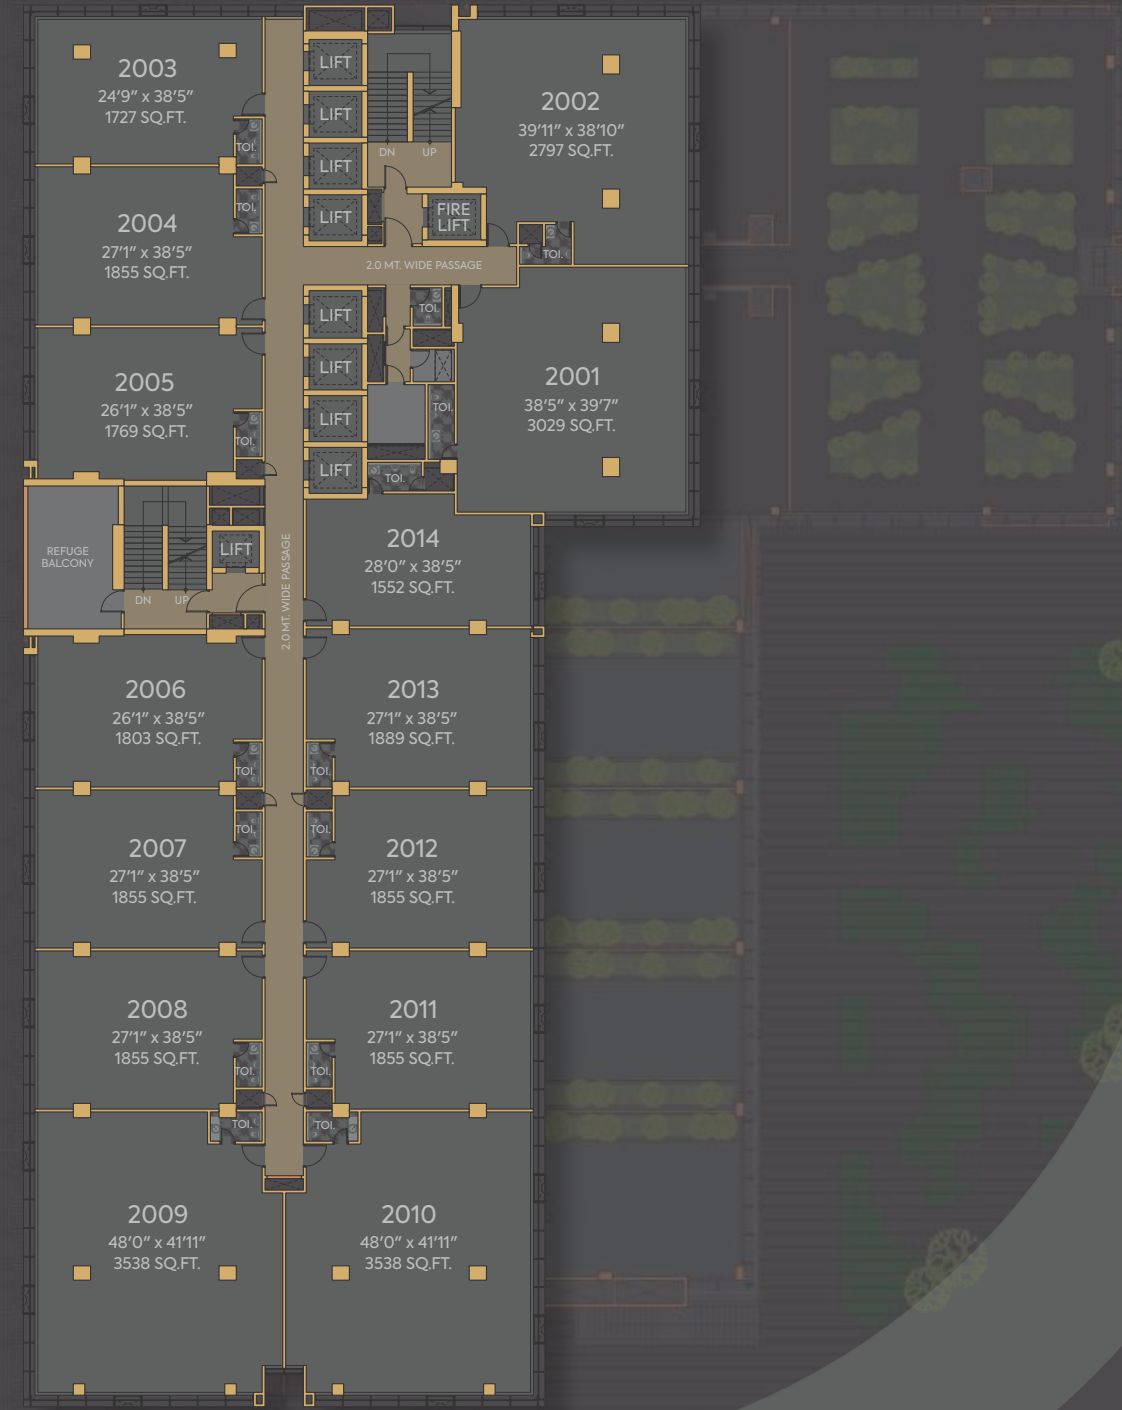 2003
24'9" x 38'5"
1727 SQ.FT.
TOI.
LIFT
LIFT
LIFT
LIFT
DN
UP
FIRE
LIFT
2002
39'11" x 38'10"
2797 SQ.FT.
TOI.
2004
27'1" x 38'5"
1855 SQ.FT.
TOI.
2.0 MT. WIDE PASSAGE
2005
26'1" x 38'5"
1769 SQ.FT.
TOI.
LIFT
LIFT
LIFT
LIFT
TOI.
TOI.
TOI.
2001
38'5" x 39'7"
3029 SQ.FT.
REFUGE
BALCONY
DN
UP
LIFT
2.0 MT. WIDE PASSAGE
2014
28'0" x 38'5"
1552 SQ.FT.
2006
26'1" x 38'5"
1803 SQ.FT.
TOI.
2013
27'1" x 38'5"
1889 SQ.FT.
TOI.
2007
27'1" x 38'5"
1855 SQ.FT.
TOI.
2012
27'1" x 38'5"
1855 SQ.FT.
TOI.
2008
27'1" x 38'5"
1855 SQ.FT.
TOI.
2011
27'1" x 38'5"
1855 SQ.FT.
TOI.
TOI.
TOI.
2009
48'0" x 41'11"
3538 SQ.FT.
2010
48'0" x 41'11"
3538 SQ.FT.